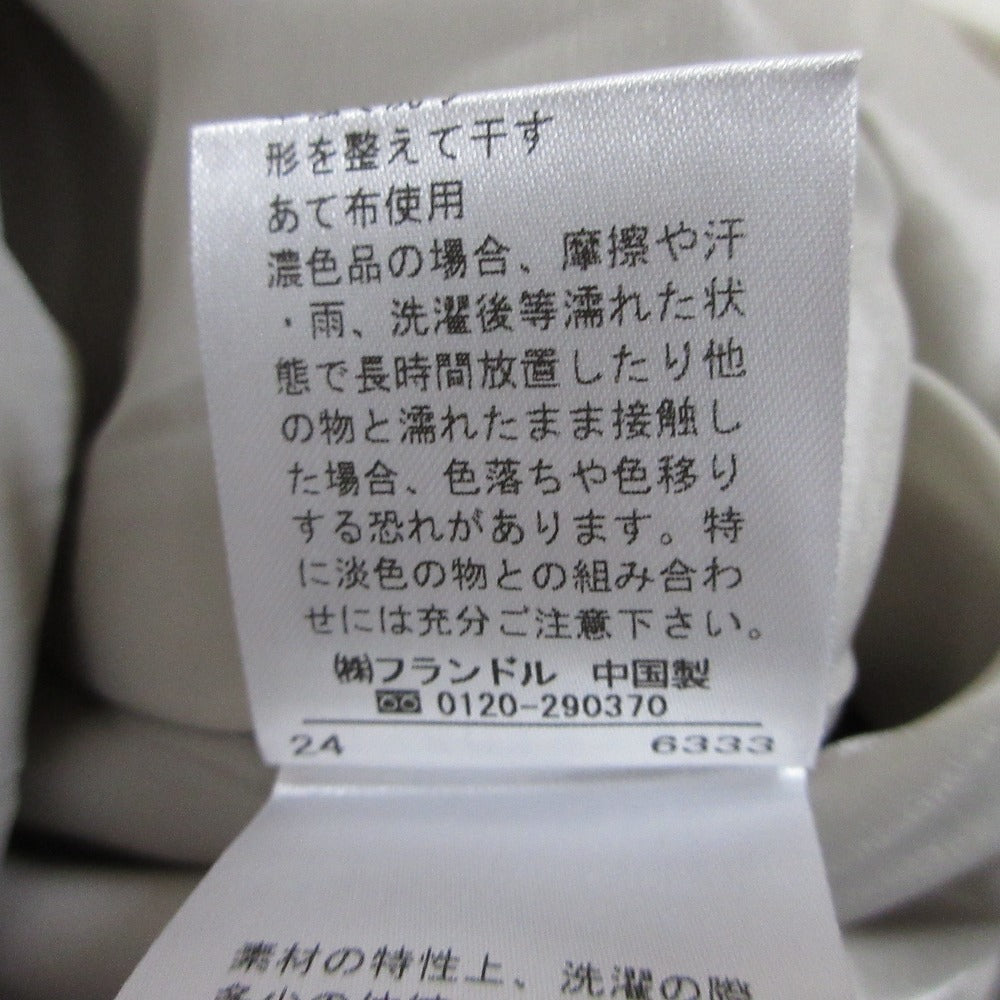 形を整えて干す
あて布使用
濃色品の場合、摩擦や汗
・雨、洗濯後等濡れた状
態で長時間放置したり他
の物と濡れたまま接触し
た場合、色落ちや色移り
する恐れがあります。特
に淡色の物との組み合わ
せには充分ご注意下さい。
㈱フランドル 中国製
0120-290370
24 6333
素材の特性上、洗濯の際